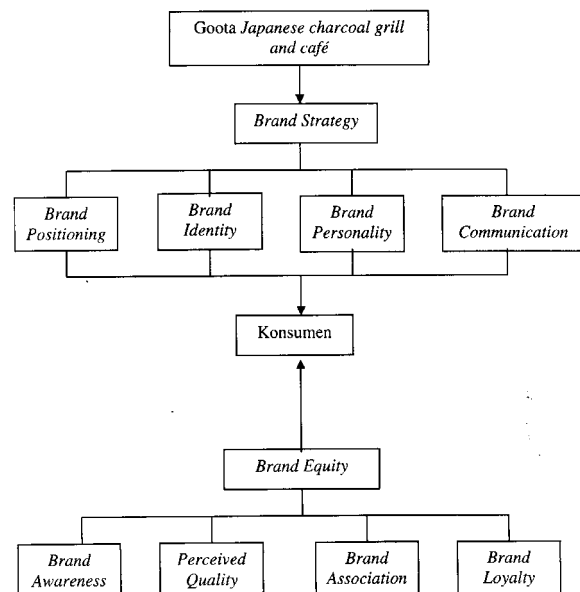 Goota Japanese charcoal grill
and café
Brand Strategy
Brand
Positioning
Brand
Identity
Brand
Personality
Brand
Communication
Konsumen
Brand Equity
Brand
Awareness
Perceived
Quality
Brand
Association
Brand
Loyalty